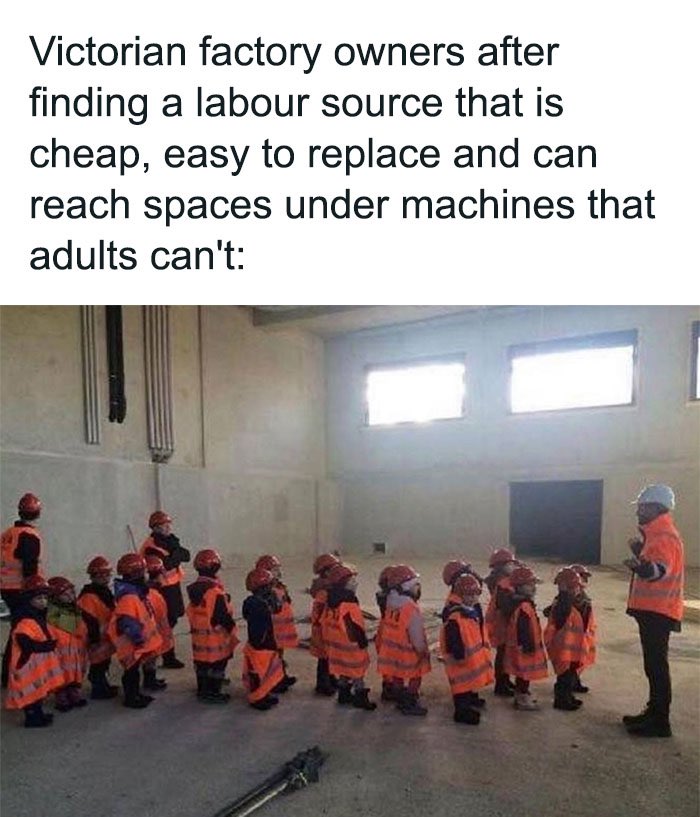 Victorian factory owners after
finding a labour source that is
cheap, easy to replace and can
reach spaces under machines that
adults can't: